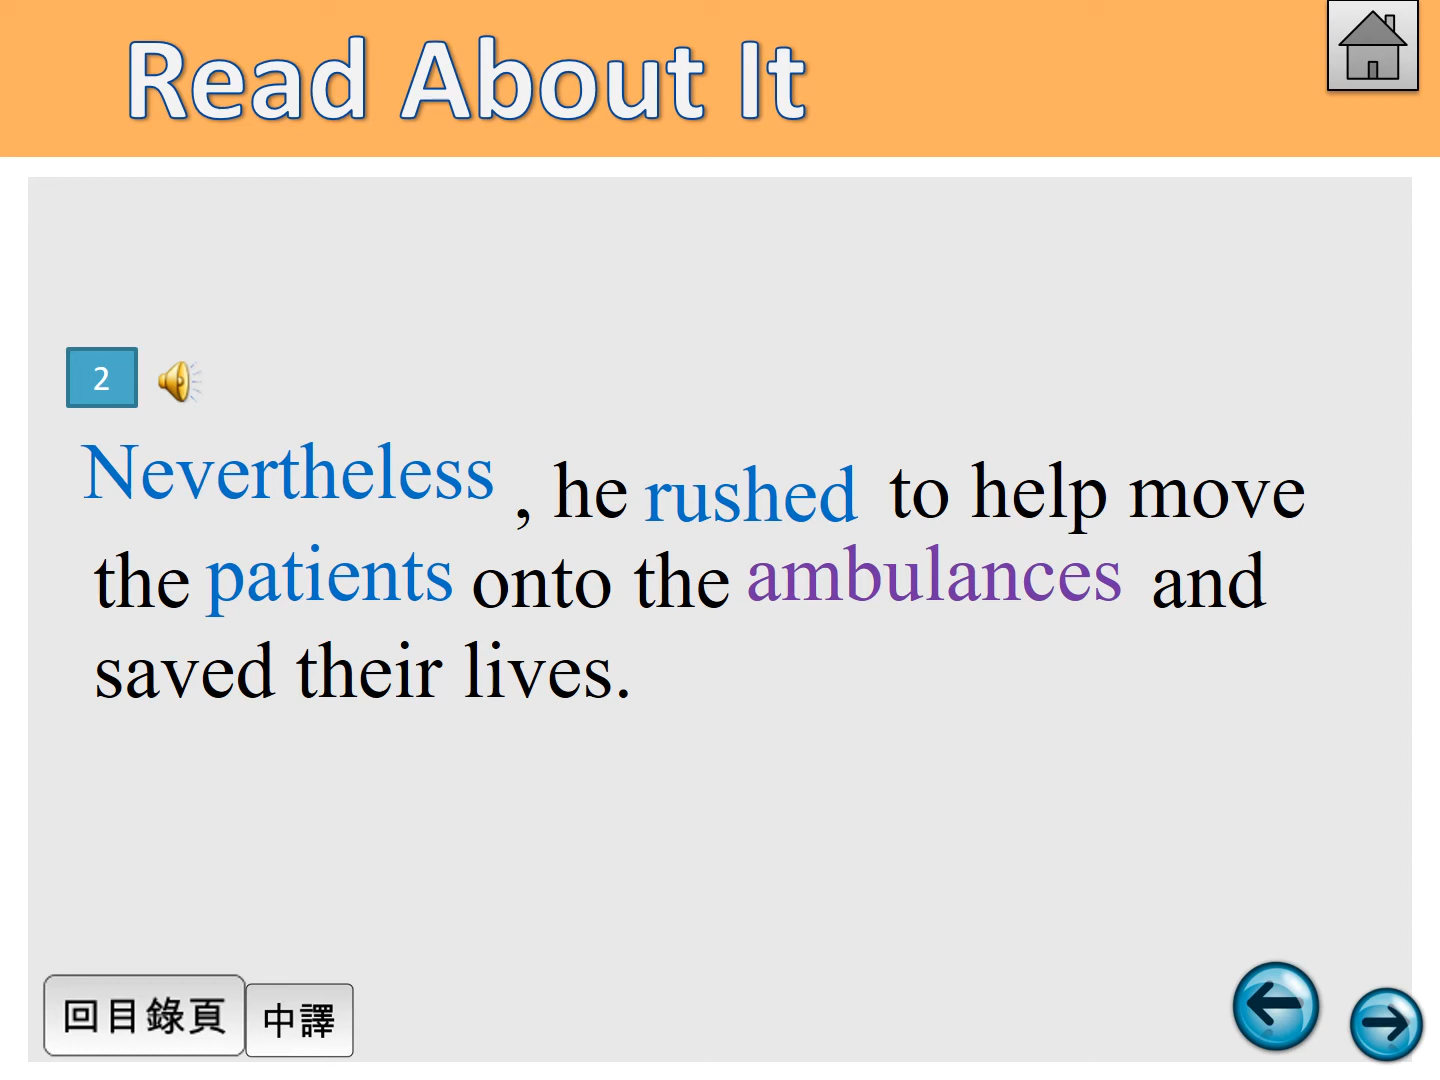 Read About It
2
Nevertheless , he rushed to help move
the patients onto the ambulances and
saved their lives.
回目錄頁 中譯